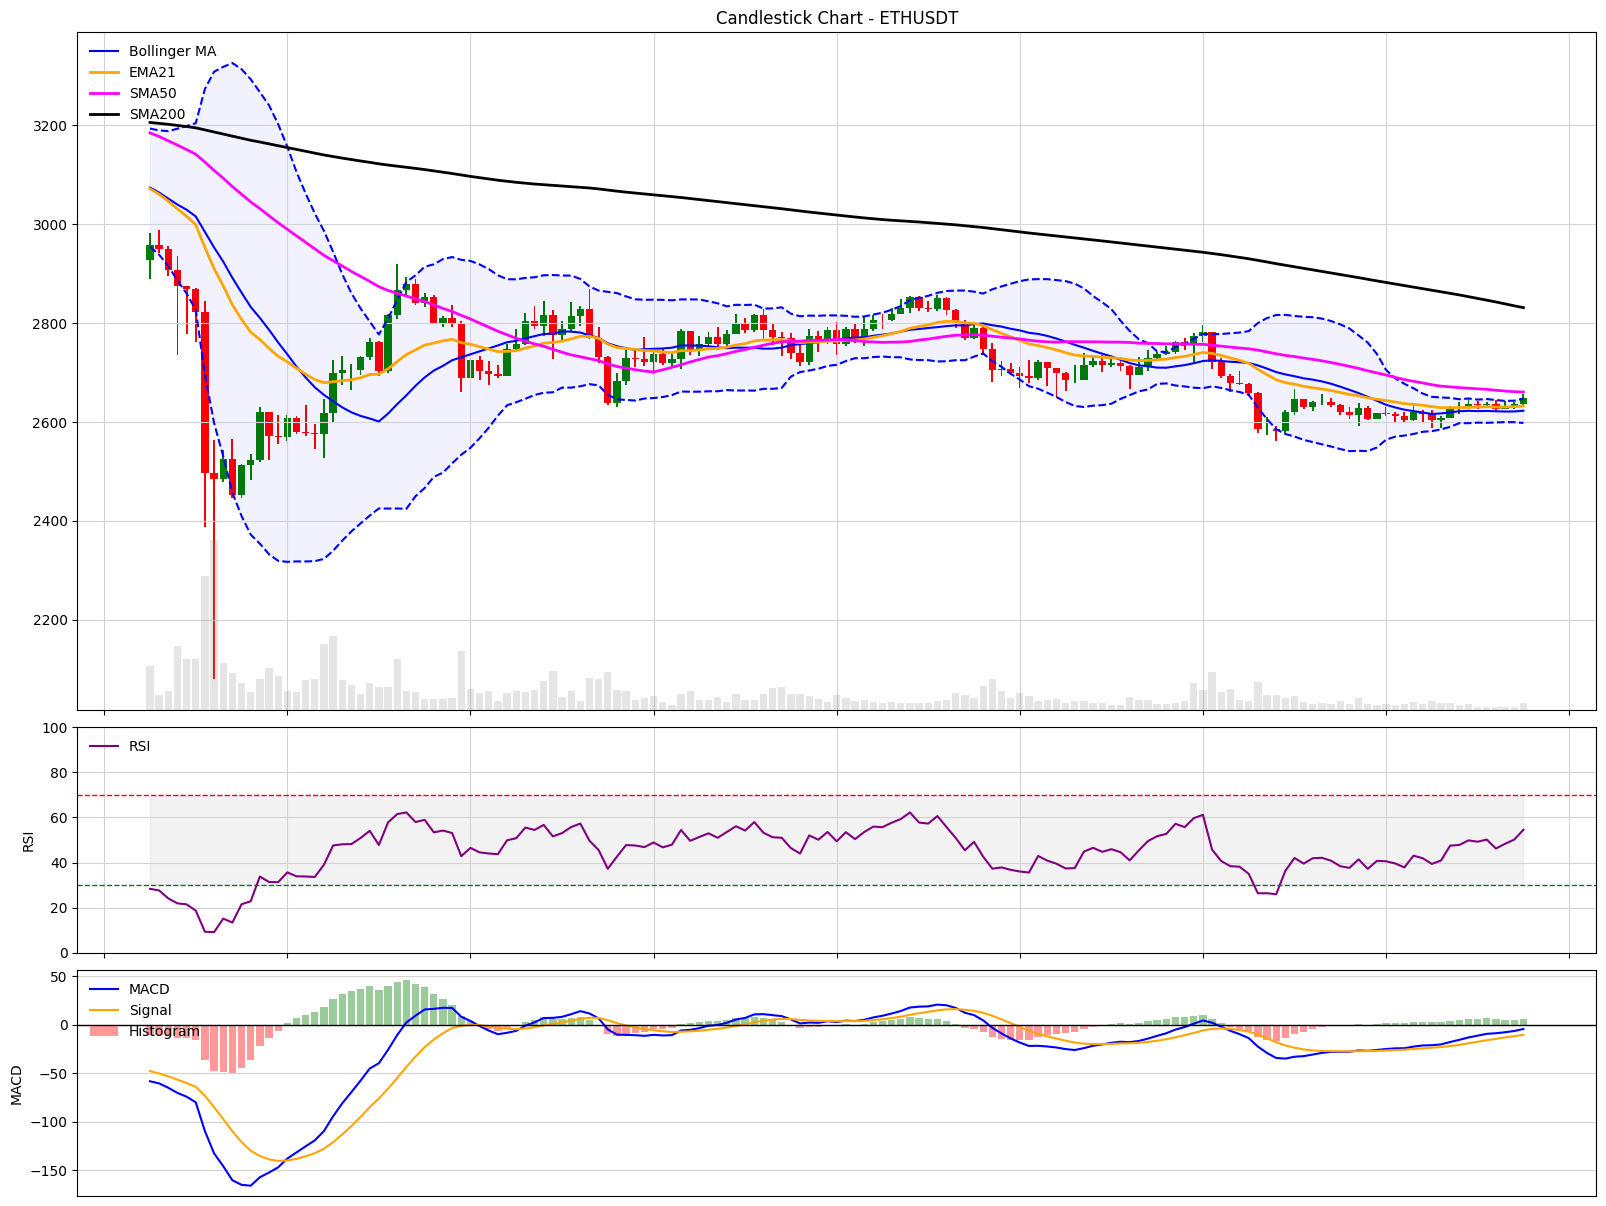 Candlestick Chart - ETHUSDT
Bollinger MA
EMA21
SMA50
SMA200
3200
3000
2800
2600
2400
2200
100
80
60
40
20
0
RSI
RSI
50
0
−50
−100
−150
MACD
MACD
Signal
Histogram